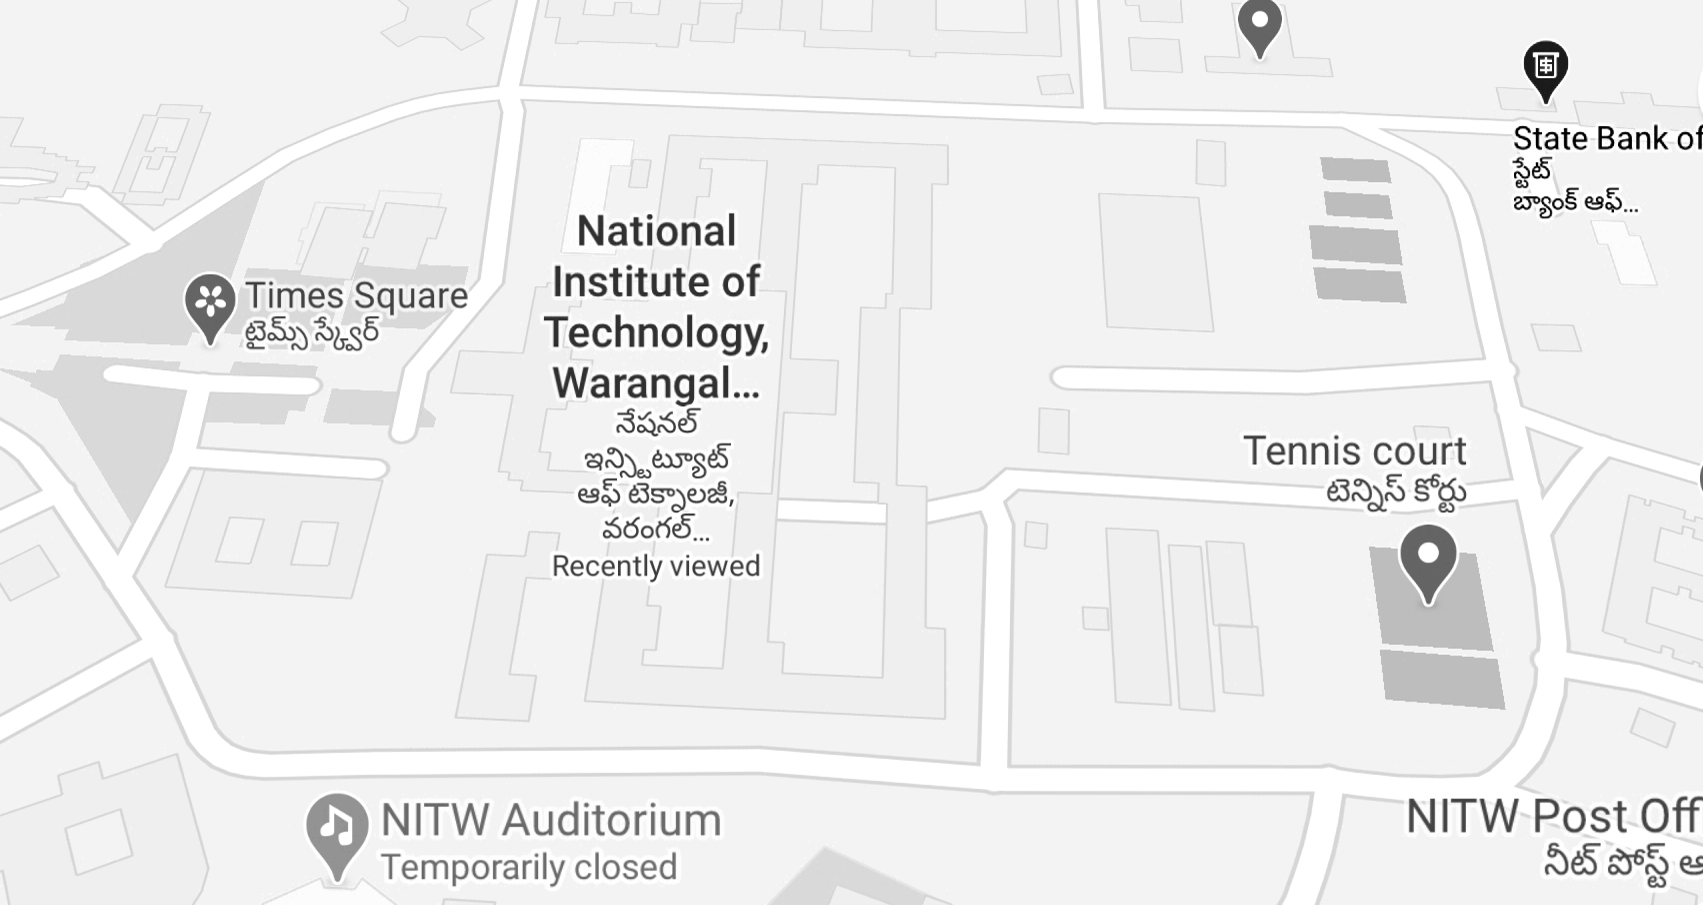 State Bank of
స్టేట్
బ్యాంక్ ఆఫ్...
National
Institute of
Technology,
Warangal...
నేషనల్
ఇన్స్టిట్యూట్
ఆఫ్ టెక్నాలజీ,
వరంగల్...
Recently viewed
Times Square
టైమ్స్ స్క్వేర్
Tennis court
టెన్నిస్ కోర్టు
NITW Auditorium
Temporarily closed
NITW Post Off
నీట్ పోస్ట్ ఆ